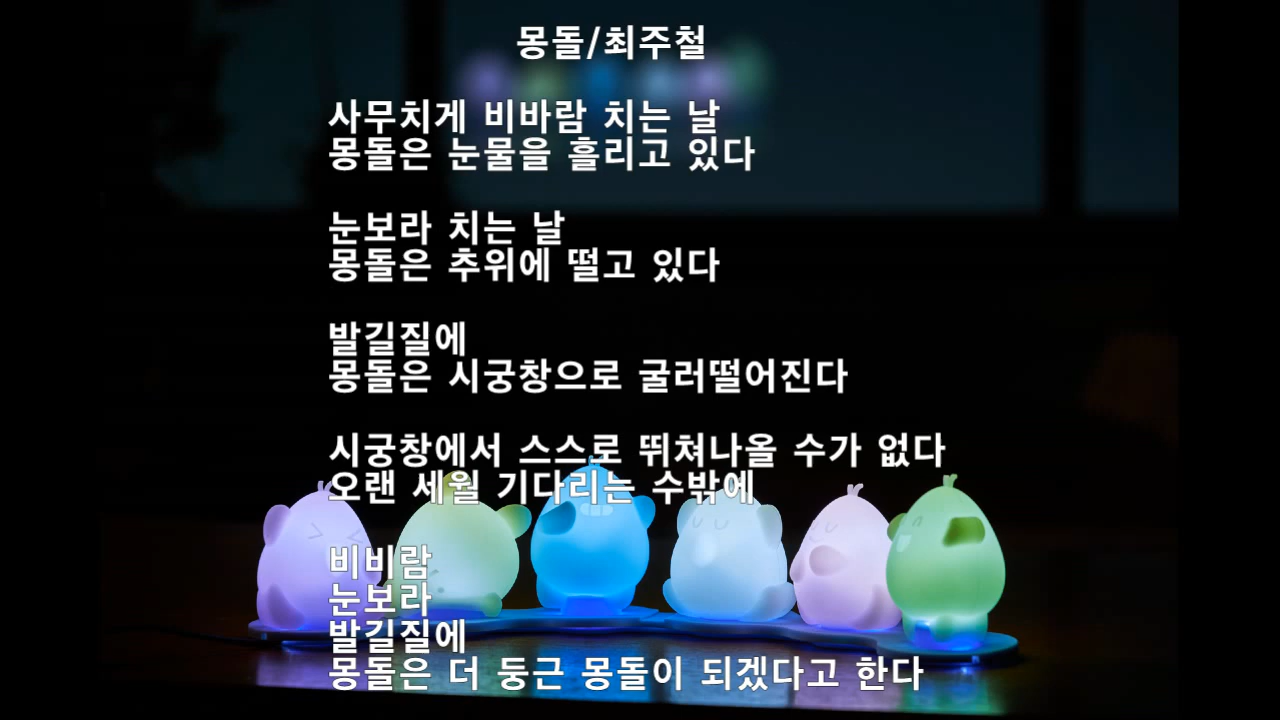 몽돌/최주철
사무치게 비바람 치는 날
몽돌은 눈물을 흘리고 있다
눈보라 치는 날
몽돌은 추위에 떨고 있다
발길질에
몽돌은 시궁창으로 굴러떨어진다
시궁창에서 스스로 뛰쳐나올 수가 없다
오랜 세월 기다리는 수밖에
비비람
눈보라
발길질에
몽돌은 더 둥근 몽돌이 되겠다고 한다